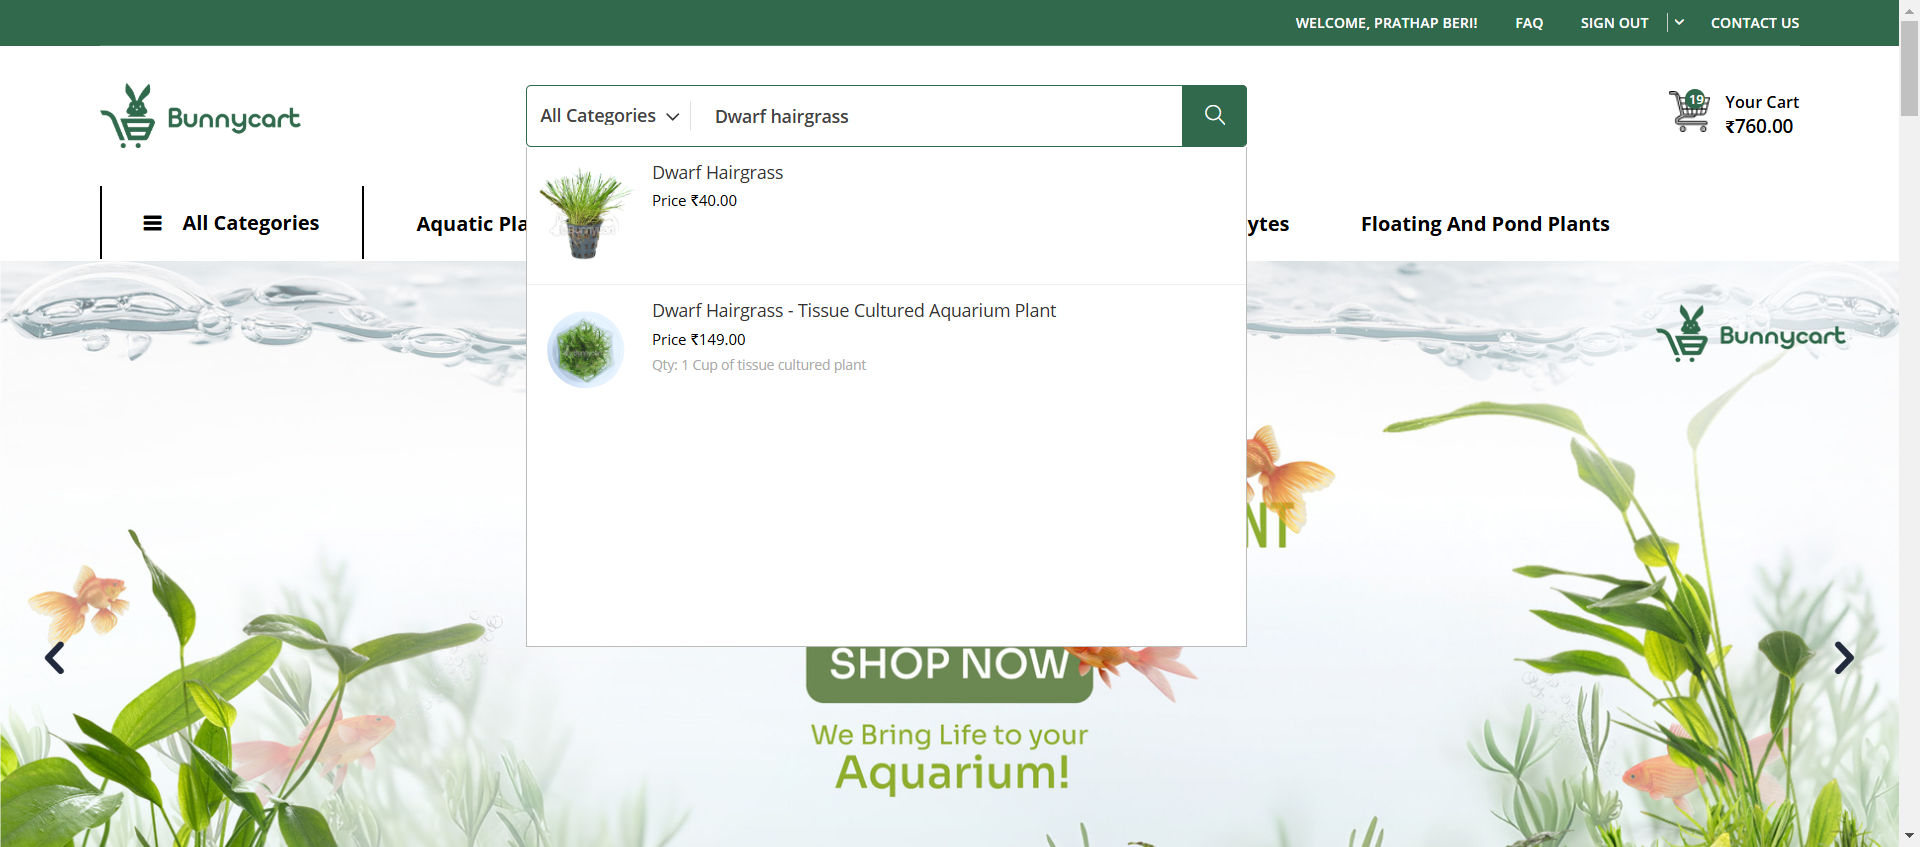 WELCOME, PRATHAP BERI! FAQ SIGN OUT CONTACT US
Bunnycart
All Categories Dwarf hairgrass
19
Your Cart
₹760.00
Dwarf Hairgrass
Price ₹40.00
All Categories Aquatic Pla ytes Floating And Pond Plants
Dwarf Hairgrass - Tissue Cultured Aquarium Plant
Price ₹149.00
Qty: 1 Cup of tissue cultured plant
Bunnycart
NT
SHOP NOW
We Bring Life to your
Aquarium!